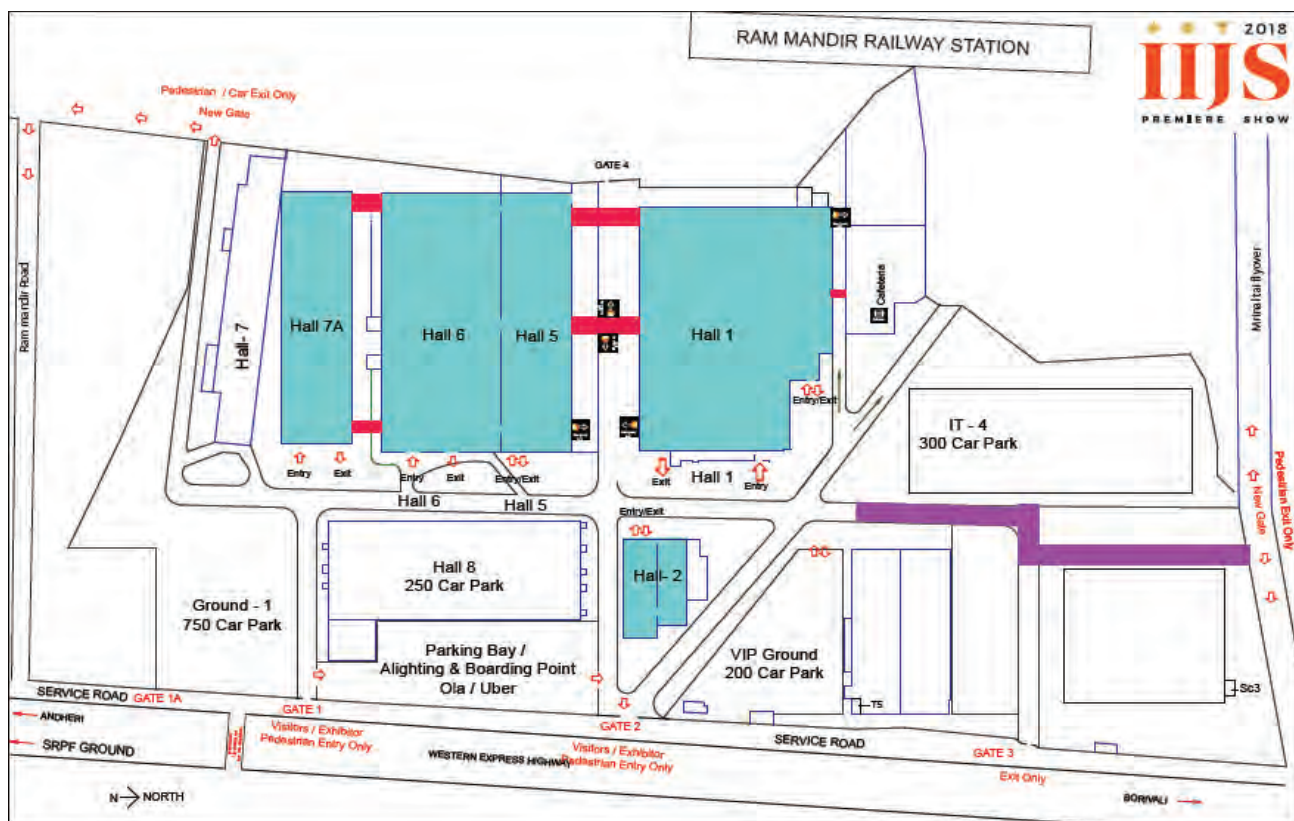 RAM MANDIR RAILWAY STATION
2018
IIJS
PREMIERE SHOW
Pedestrian / Car Exit Only
New Gate
GATE 4
Ram mandir Road
Mrinal tai flyover
Hall- 7
Hall 7A
Hall 6
Hall 5
Hall 1
Cafeteria
Entry/Exit
IT - 4
300 Car Park
Pedestrian Exit Only
New Gate
Entry
Exit
Entry
Exit
Entry/Exit
Exit
Hall 1
Entry
Hall 6
Hall 5
Entry/Exit
Hall 8
250 Car Park
Hall- 2
Ground - 1
750 Car Park
Parking Bay /
Alighting & Boarding Point
Ola / Uber
VIP Ground
200 Car Park
T5
Sc3
SERVICE ROAD
GATE 1A
GATE 1
GATE 2
SERVICE ROAD
GATE 3
ANDHERI
SRPF GROUND
Visitors / Exhibitor
Pedestrian Entry Only
WESTERN EXPRESS HIGHWAY
Visitors / Exhibitor
Pedestrian Entry Only
Exit Only
BORIVALI
N NORTH